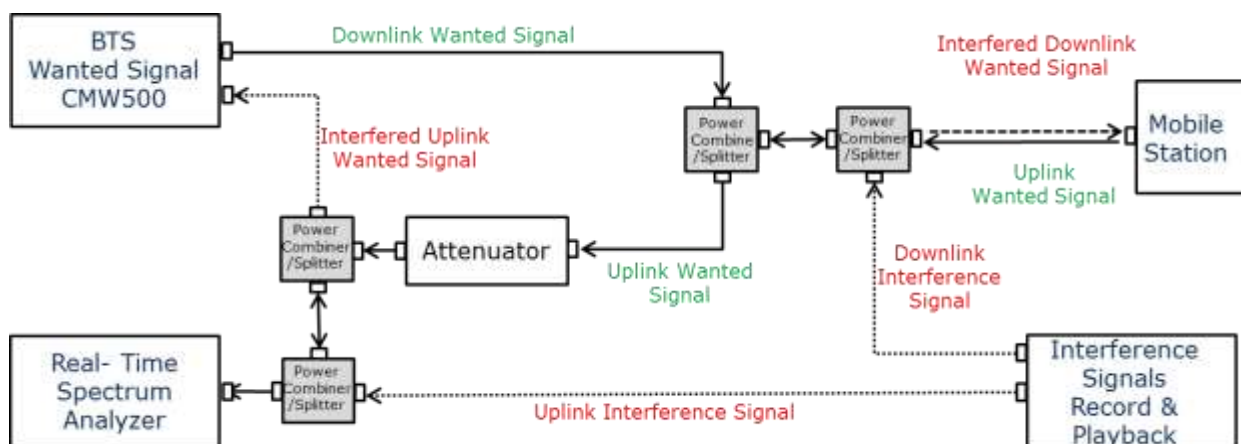 BTS
Wanted Signal
CMW500
Downlink Wanted Signal
Interfered Downlink
Wanted Signal
Interfered Uplink
Wanted Signal
Power
Combine
/Splitter
Power
Combine
/Splitter
Mobile
Station
Uplink
Wanted Signal
Power
Combiner
/Splitter
Attenuator
Uplink Wanted
Signal
Downlink
Interference
Signal
Real- Time
Spectrum
Analyzer
Power
Combiner
/Splitter
Uplink Interference Signal
Interference
Signals
Record &
Playback